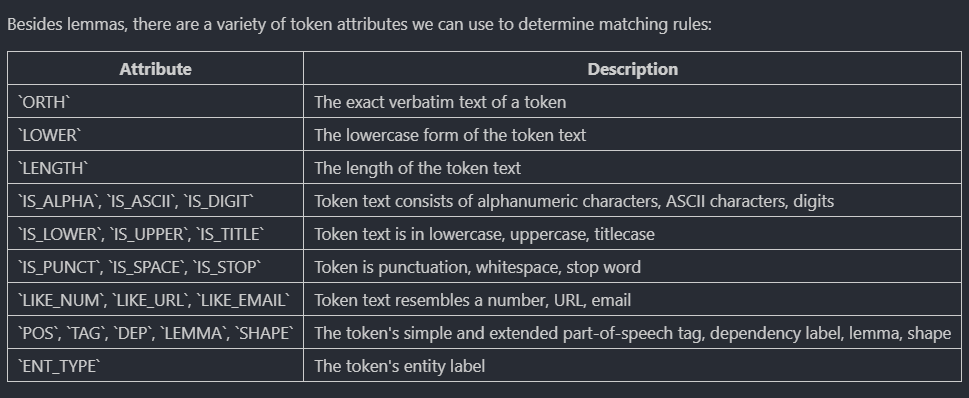 Besides lemmas, there are a variety of token attributes we can use to determine matching rules:
Attribute Description
`ORTH` The exact verbatim text of a token
`LOWER` The lowercase form of the token text
`LENGTH` The length of the token text
`IS_ALPHA`, `IS_ASCII`, `IS_DIGIT` Token text consists of alphanumeric characters, ASCII characters, digits
`IS_LOWER`, `IS_UPPER`, `IS_TITLE` Token text is in lowercase, uppercase, titlecase
`IS_PUNCT`, `IS_SPACE`, `IS_STOP` Token is punctuation, whitespace, stop word
`LIKE_NUM`, `LIKE_URL`, `LIKE_EMAIL` Token text resembles a number, URL, email
`POS`, `TAG`, `DEP`, `LEMMA`, `SHAPE` The token's simple and extended part-of-speech tag, dependency label, lemma, shape
`ENT_TYPE` The token's entity label